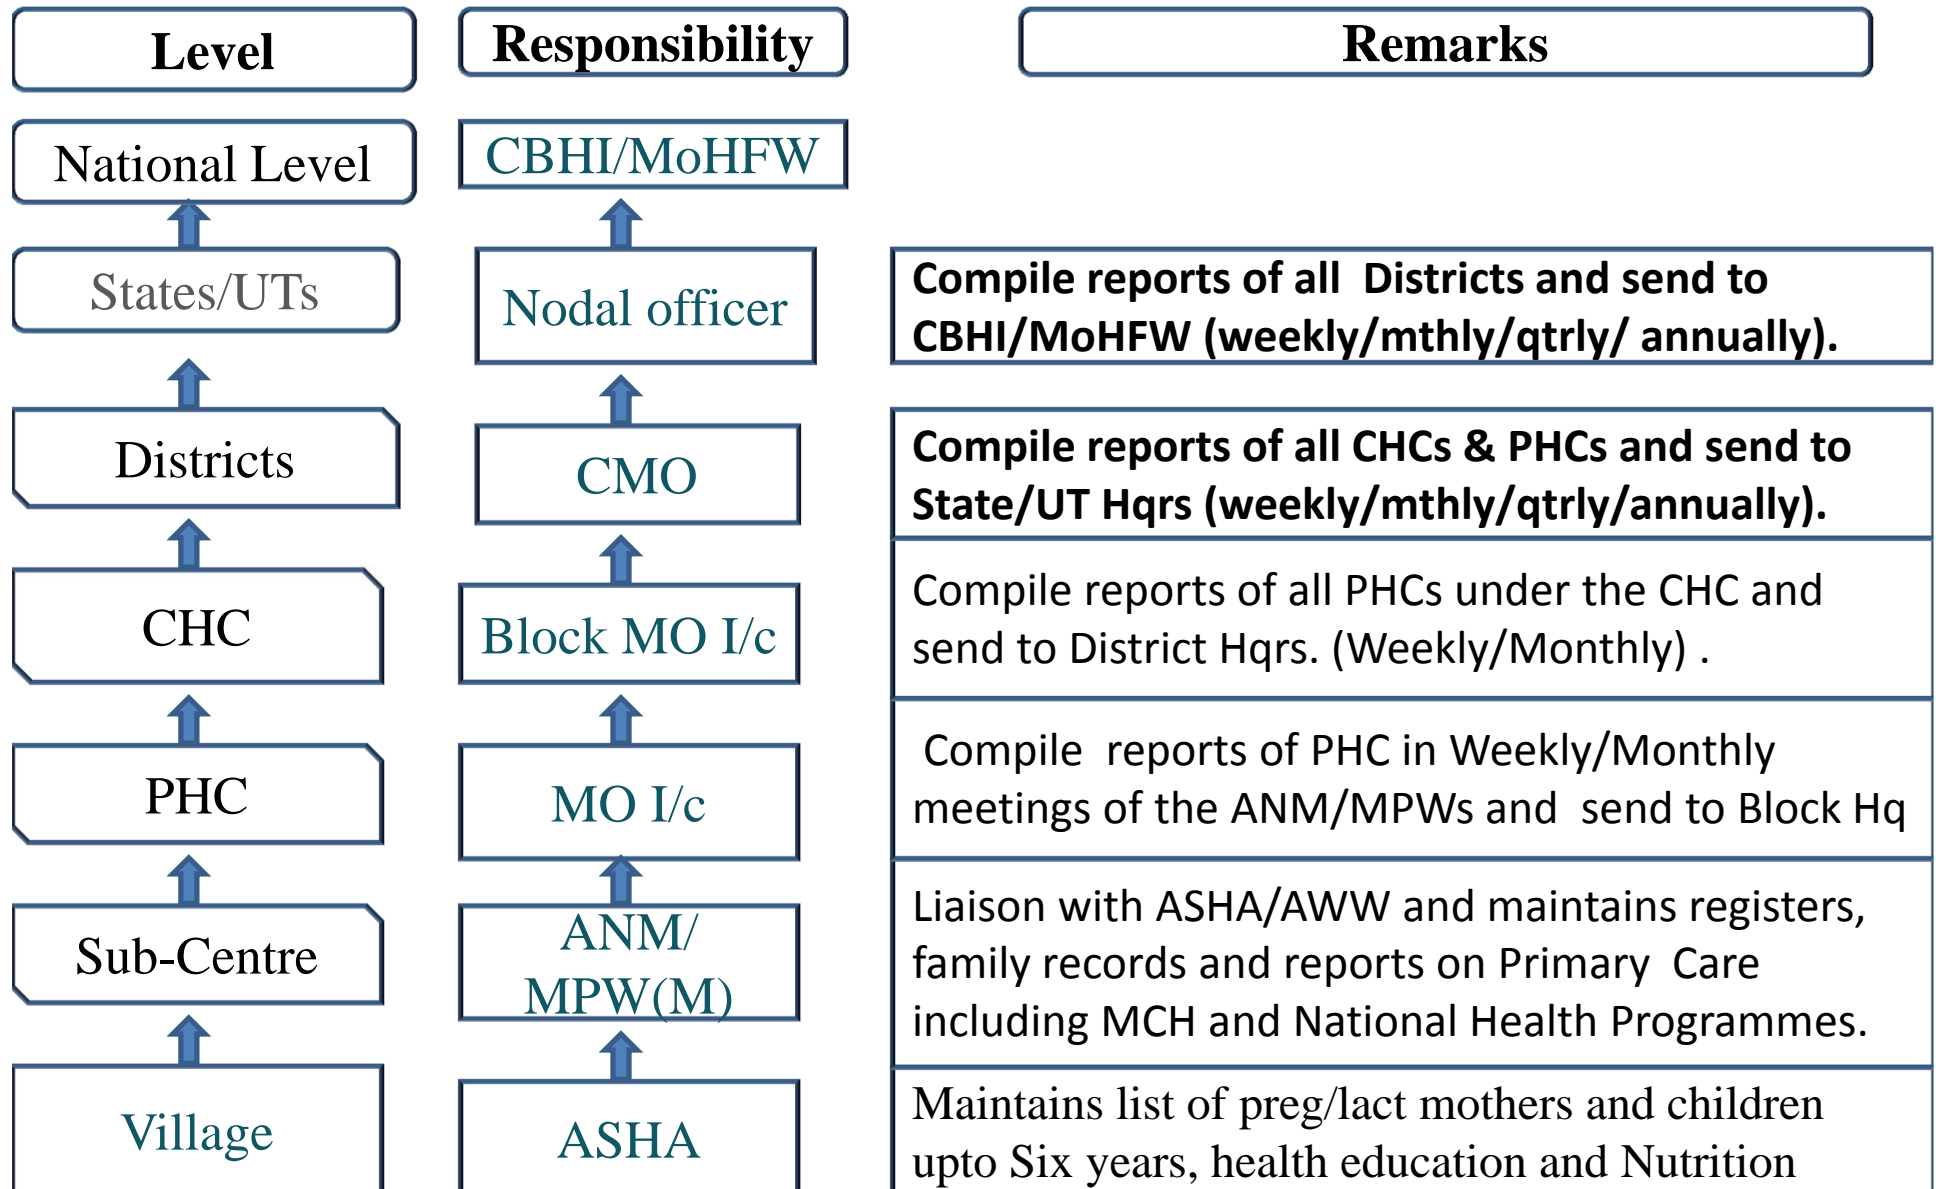 Level
Responsibility
Remarks
National Level
CBHI/MoHFW
States/UTs
Nodal officer
Compile reports of all  Districts and send to
CBHI/MoHFW (weekly/mthly/qtrly/ annually).
Districts
CMO
Compile reports of all CHCs & PHCs and send to
State/UT Hqrs (weekly/mthly/qtrly/annually).
CHC
Block MO I/c
Compile reports of all PHCs under the CHC and
send to District Hqrs. (Weekly/Monthly) .
PHC
MO I/c
Compile  reports of PHC in Weekly/Monthly
meetings of the ANM/MPWs and  send to Block Hq
Sub-Centre
ANM/
MPW(M)
Liaison with ASHA/AWW and maintains registers,
family records and reports on Primary  Care
including MCH and National Health Programmes.
Village
ASHA
Maintains list of preg/lact mothers and children
upto Six years, health education and Nutrition